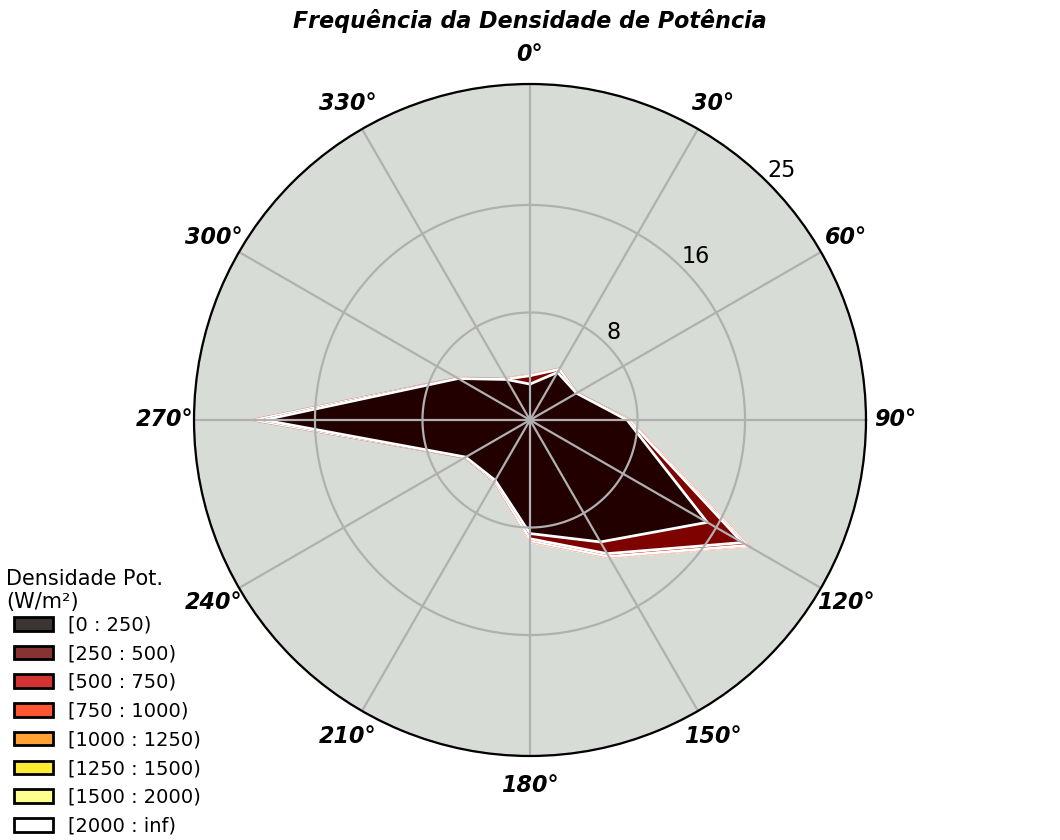 Frequência da Densidade de Potência
0°
330°
30°
25
300°
60°
16
8
270°
90°
240°
120°
210°
150°
180°
Densidade Pot.
(W/m²)
[0 : 250)
[250 : 500)
[500 : 750)
[750 : 1000)
[1000 : 1250)
[1250 : 1500)
[1500 : 2000)
[2000 : inf)